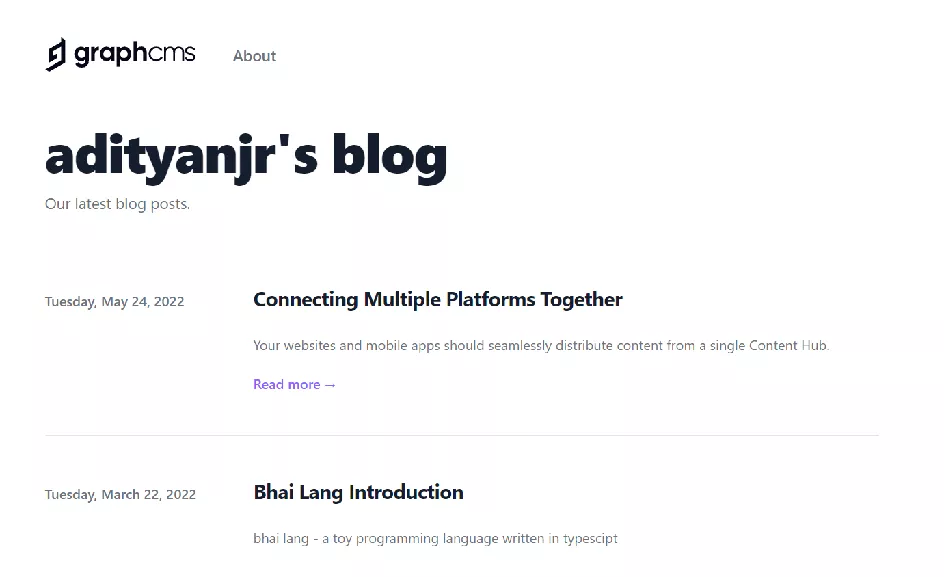 graphcms About
adityanjr's blog
Our latest blog posts.
Tuesday, May 24, 2022
Connecting Multiple Platforms Together
Your websites and mobile apps should seamlessly distribute content from a single Content Hub.
Read more →
Tuesday, March 22, 2022
Bhai Lang Introduction
bhai lang - a toy programming language written in typescipt